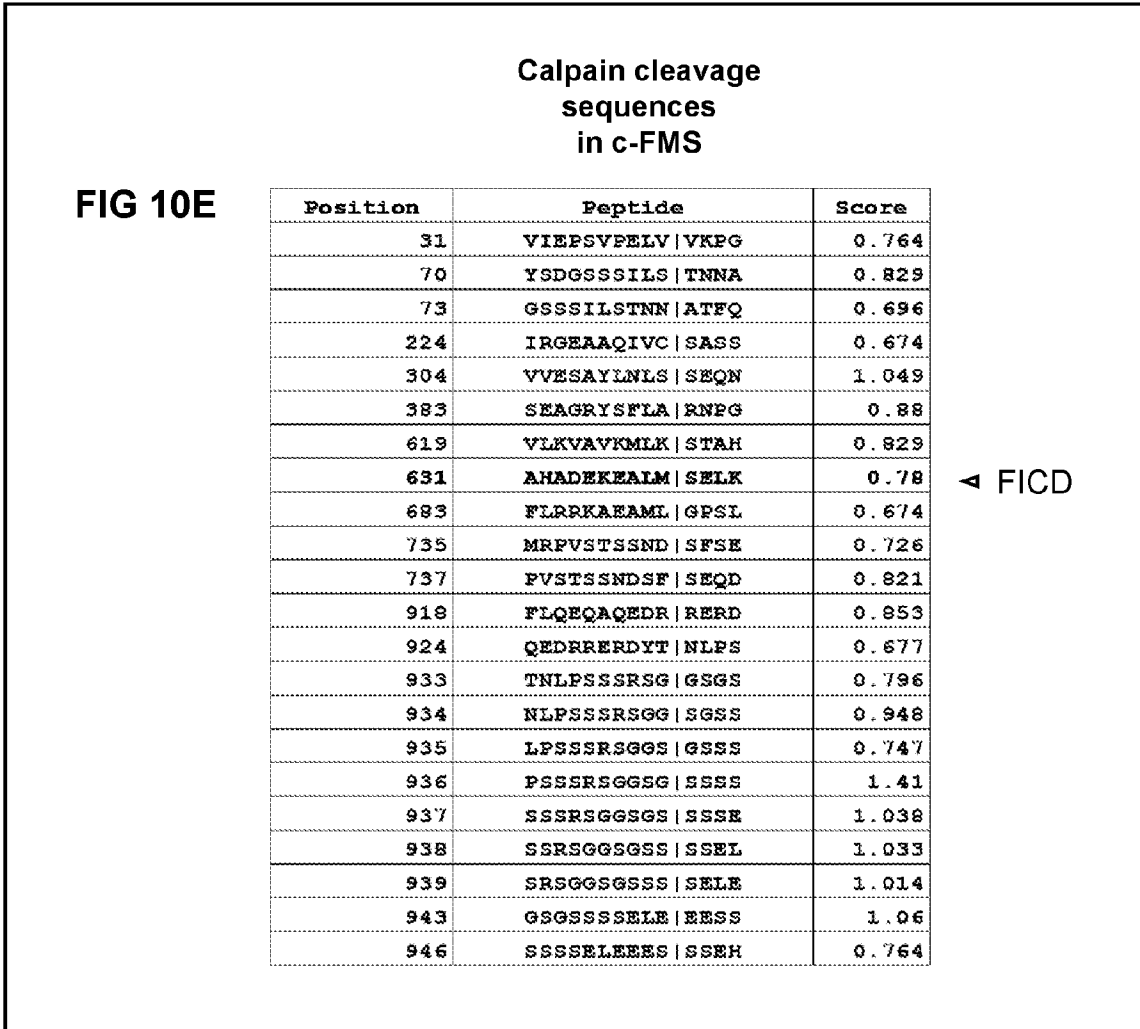 Calpain cleavage
sequences
in c-FMS
FIG 10E
Position Peptide Score
31 VIEPSVPELV|VKPG 0.764
70 YSDGSSSILS|TNNA 0.829
73 GSSSILSTNN|ATFQ 0.696
224 IRGEAAQIVC|SASS 0.674
304 VVESAYLNLS|SEQN 1.049
383 SEAGRYSFLA|RNPG 0.88
619 VLKVAVKMLK|STAH 0.829
631 AHADEKEALM|SELK 0.78 FICD
683 FLRRKAEAML|GPSL 0.674
735 MRPVSTSSND|SFSE 0.726
737 PVSTSSNDSF|SEQD 0.821
918 FLQEQAQEDR|RERD 0.853
924 QEDRRERDYT|NLPS 0.677
933 TNLPSSSRSG|GSGS 0.796
934 NLPSSSRSGG|SGSS 0.948
935 LPSSSRSGGS|GSSS 0.747
936 PSSSRSGGSG|SSSS 1.41
937 SSSRSGGSGS|SSSE 1.038
938 SSRSGGSGSS|SSEL 1.033
939 SRSGGSGSSS|SELE 1.014
943 GSGSSSSELE|EESS 1.06
946 SSSSELEEES|SSEH 0.764